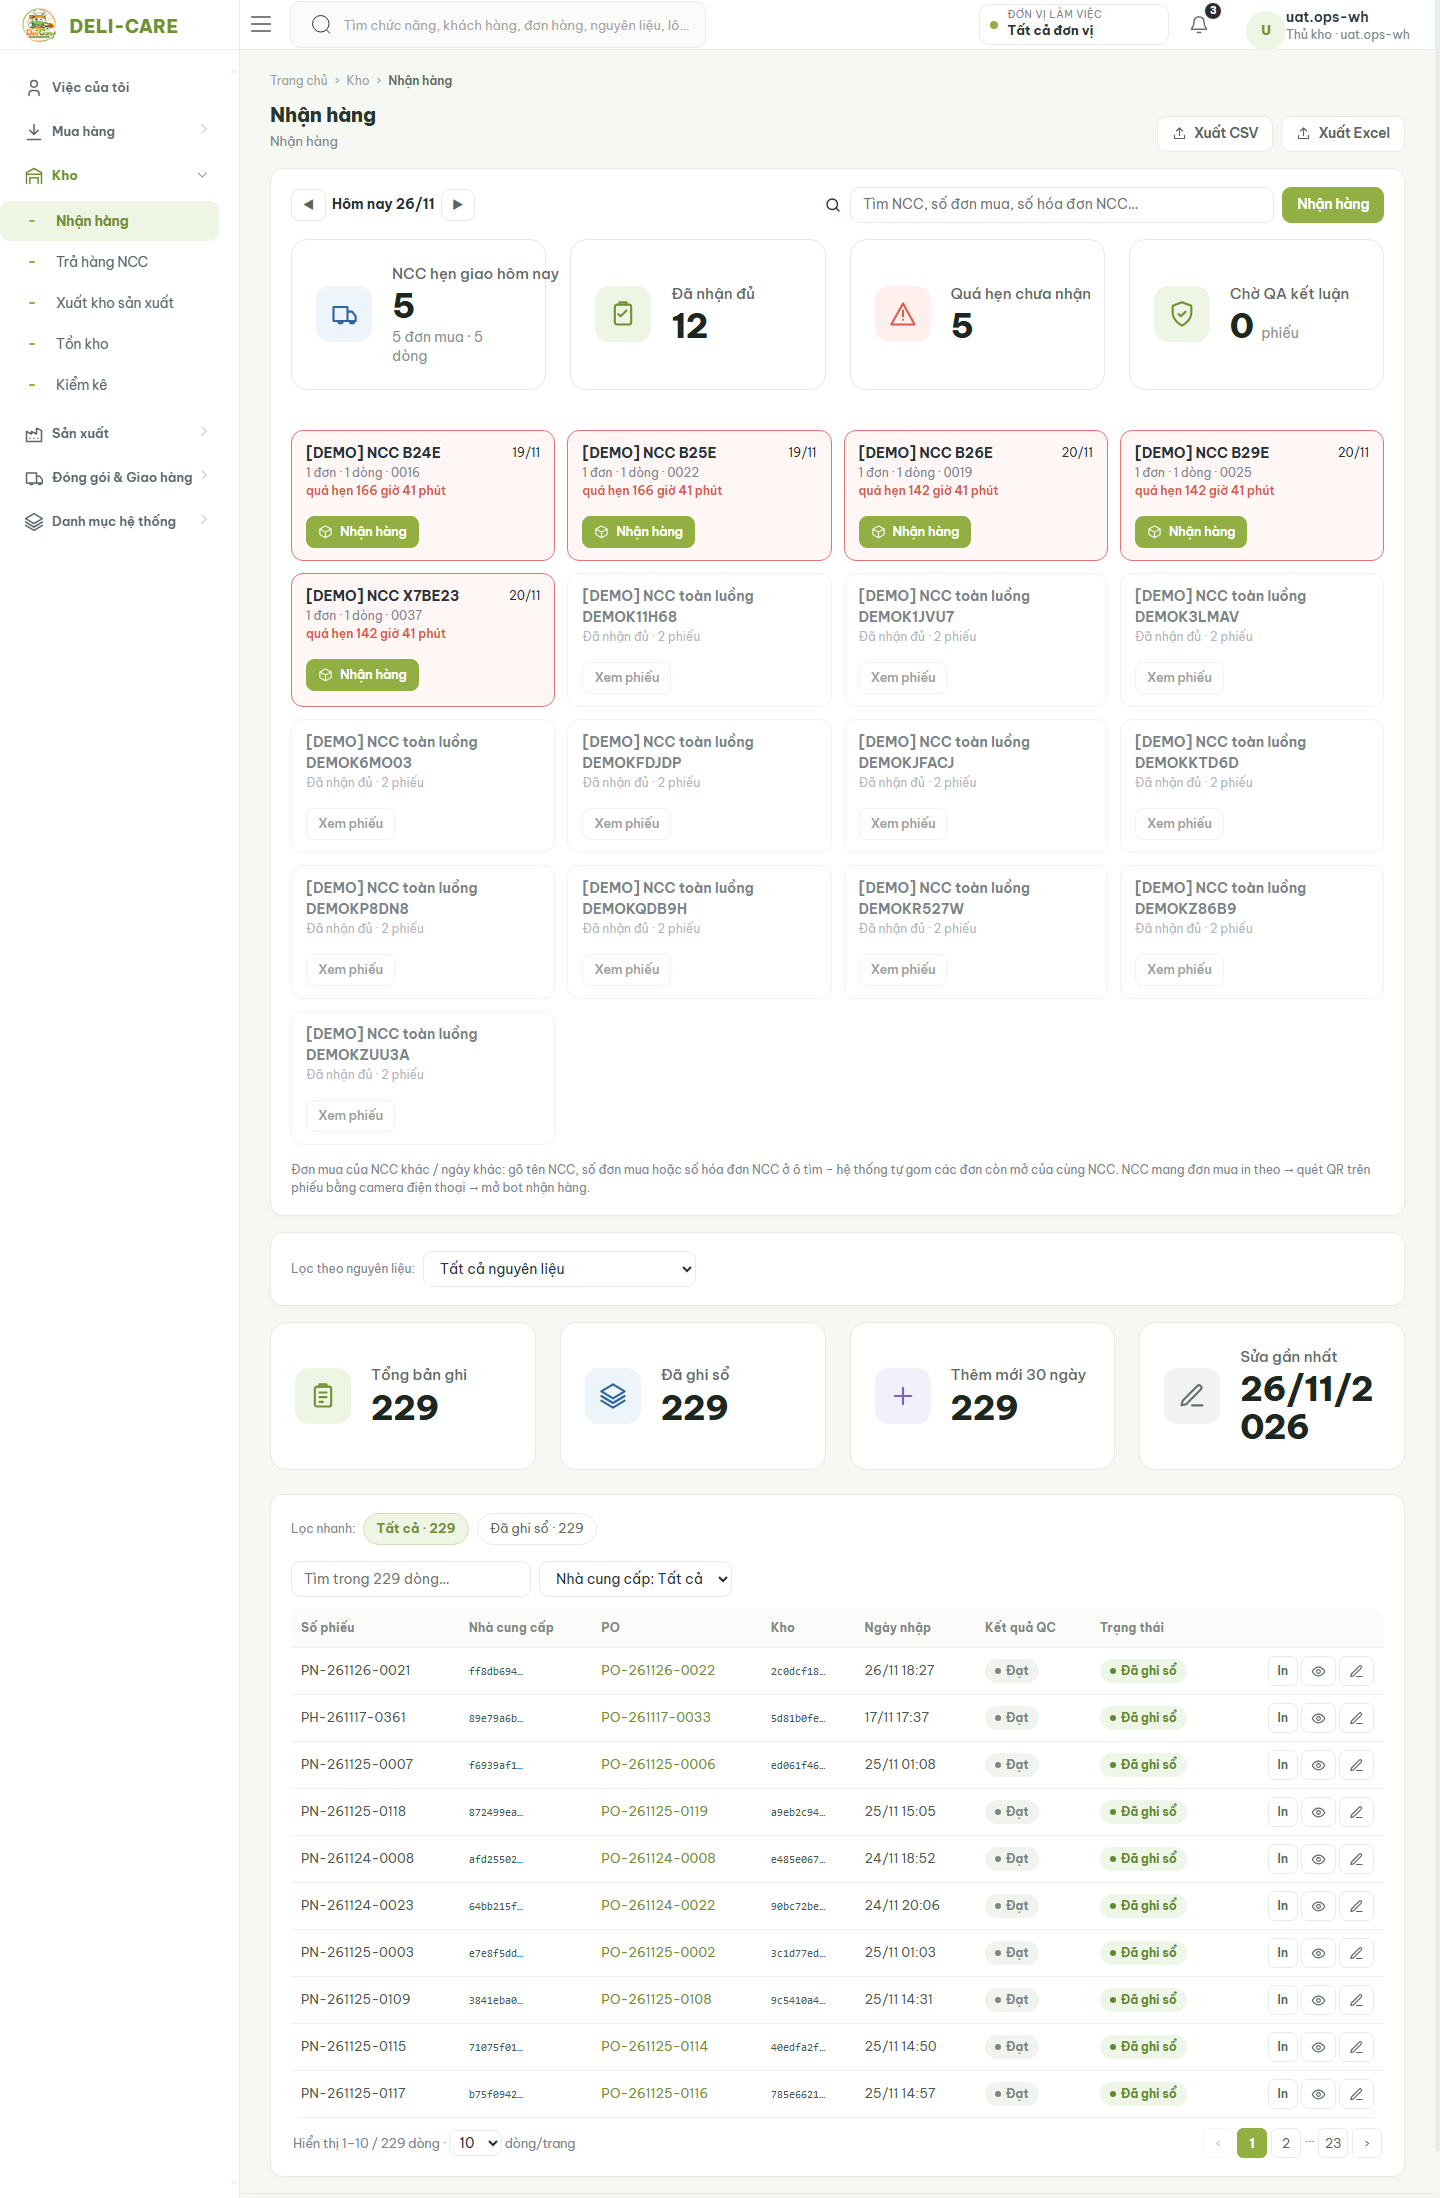 DELI-CARE
Tìm chức năng, khách hàng, đơn hàng, nguyên liệu, lô...
ĐƠN VỊ LÀM VIỆC
Tất cả đơn vị
3
U
uat.ops-wh
Thủ kho · uat.ops-wh
Việc của tôi
Mua hàng
Kho
Nhận hàng
Trả hàng NCC
Xuất kho sản xuất
Tồn kho
Kiểm kê
Sản xuất
Đóng gói & Giao hàng
Danh mục hệ thống
Trang chủ › Kho › Nhận hàng
Nhận hàng
Nhận hàng
Xuất CSV
Xuất Excel
◀ Hôm nay 26/11 ▶
Tìm NCC, số đơn mua, số hóa đơn NCC...
Nhận hàng
NCC hẹn giao hôm nay
5
5 đơn mua · 5
dòng
Đã nhận đủ
12
Quá hẹn chưa nhận
5
Chờ QA kết luận
0 phiếu
[DEMO] NCC B24E 19/11
1 đơn · 1 dòng · 0016
quá hẹn 166 giờ 41 phút
Nhận hàng
[DEMO] NCC B25E 19/11
1 đơn · 1 dòng · 0022
quá hẹn 166 giờ 41 phút
Nhận hàng
[DEMO] NCC B26E 20/11
1 đơn · 1 dòng · 0019
quá hẹn 142 giờ 41 phút
Nhận hàng
[DEMO] NCC B29E 20/11
1 đơn · 1 dòng · 0025
quá hẹn 142 giờ 41 phút
Nhận hàng
[DEMO] NCC X7BE23 20/11
1 đơn · 1 dòng · 0037
quá hẹn 142 giờ 41 phút
Nhận hàng
[DEMO] NCC toàn luồng
DEMOK11H68
Đã nhận đủ · 2 phiếu
Xem phiếu
[DEMO] NCC toàn luồng
DEMOK1JVU7
Đã nhận đủ · 2 phiếu
Xem phiếu
[DEMO] NCC toàn luồng
DEMOK3LMAV
Đã nhận đủ · 2 phiếu
Xem phiếu
[DEMO] NCC toàn luồng
DEMOK6MO03
Đã nhận đủ · 2 phiếu
Xem phiếu
[DEMO] NCC toàn luồng
DEMOKFDJDP
Đã nhận đủ · 2 phiếu
Xem phiếu
[DEMO] NCC toàn luồng
DEMOKJFACJ
Đã nhận đủ · 2 phiếu
Xem phiếu
[DEMO] NCC toàn luồng
DEMOKKTD6D
Đã nhận đủ · 2 phiếu
Xem phiếu
[DEMO] NCC toàn luồng
DEMOKP8DN8
Đã nhận đủ · 2 phiếu
Xem phiếu
[DEMO] NCC toàn luồng
DEMOKQDB9H
Đã nhận đủ · 2 phiếu
Xem phiếu
[DEMO] NCC toàn luồng
DEMOKR527W
Đã nhận đủ · 2 phiếu
Xem phiếu
[DEMO] NCC toàn luồng
DEMOKZ86B9
Đã nhận đủ · 2 phiếu
Xem phiếu
[DEMO] NCC toàn luồng
DEMOKZUU3A
Đã nhận đủ · 2 phiếu
Xem phiếu
Đơn mua của NCC khác / ngày khác: gõ tên NCC, số đơn mua hoặc số hóa đơn NCC ở ô tìm – hệ thống tự gom các đơn còn mở của cùng NCC. NCC mang đơn mua in theo → quét QR trên
phiếu bằng camera điện thoại → mở bot nhận hàng.
Lọc theo nguyên liệu: Tất cả nguyên liệu
Tổng bản ghi
229
Đã ghi sổ
229
Thêm mới 30 ngày
229
Sửa gần nhất
26/11/2
026
Lọc nhanh: Tất cả · 229 Đã ghi sổ · 229
Tìm trong 229 dòng... Nhà cung cấp: Tất cả
Số phiếu Nhà cung cấp PO Kho Ngày nhập Kết quả QC Trạng thái
PN-261126-0021 ff8db694… PO-261126-0022 2c0dcf18… 26/11 18:27 Đạt Đã ghi sổ In
PH-261117-0361 89e79a6b… PO-261117-0033 5d81b0fe… 17/11 17:37 Đạt Đã ghi sổ In
PN-261125-0007 f6939af1… PO-261125-0006 ed061f46… 25/11 01:08 Đạt Đã ghi sổ In
PN-261125-0118 872499ea… PO-261125-0119 a9eb2c94… 25/11 15:05 Đạt Đã ghi sổ In
PN-261124-0008 afd25502… PO-261124-0008 e485e067… 24/11 18:52 Đạt Đã ghi sổ In
PN-261124-0023 64bb215f… PO-261124-0022 90bc72be… 24/11 20:06 Đạt Đã ghi sổ In
PN-261125-0003 e7e8f5dd… PO-261125-0002 3c1d77ed… 25/11 01:03 Đạt Đã ghi sổ In
PN-261125-0109 3841eba0… PO-261125-0108 9c5410a4… 25/11 14:31 Đạt Đã ghi sổ In
PN-261125-0115 71075f01… PO-261125-0114 40edfa2f… 25/11 14:50 Đạt Đã ghi sổ In
PN-261125-0117 b75f0942… PO-261125-0116 785e6621… 25/11 14:57 Đạt Đã ghi sổ In
Hiển thị 1–10 / 229 dòng · 10 dòng/trang
‹ 1 2 … 23 ›